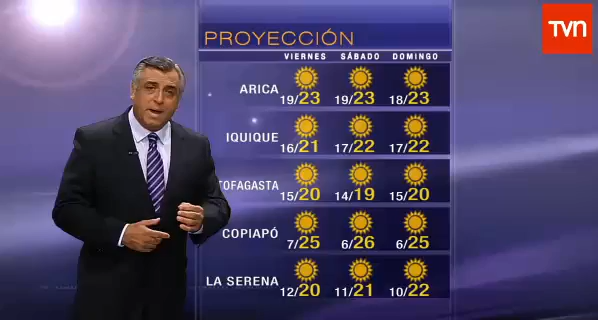 TVN
PROYECCIÓN
VIERNES SÁBADO DOMINGO
ARICA 19/23 19/23 18/23
IQUIQUE 16/21 17/22 17/22
TOFAGASTA 15/20 14/19 15/20
COPIAPÓ 7/25 6/26 6/25
LA SERENA 12/20 11/21 10/22